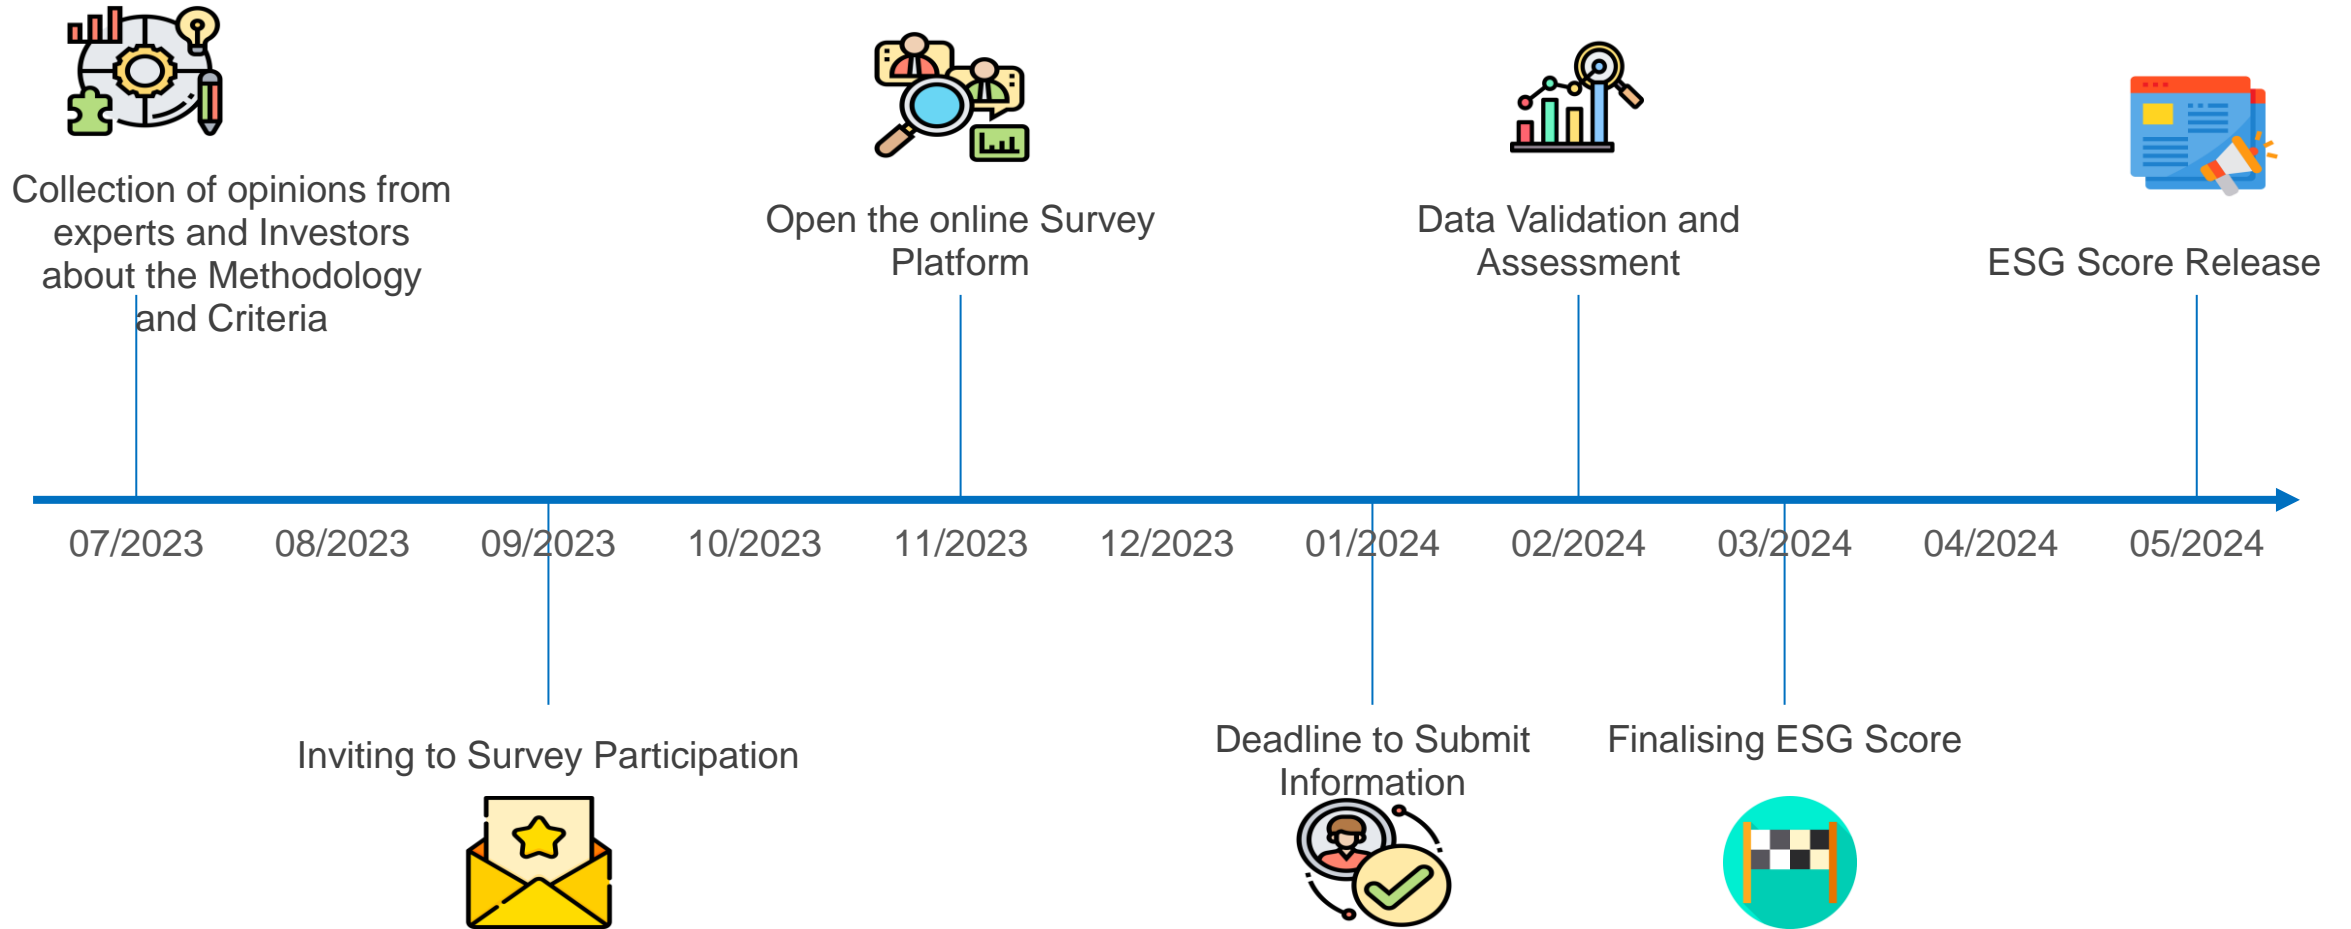 Collection of opinions from
experts and Investors
about the Methodology
and Criteria
Open the online Survey
Platform
Data Validation and
Assessment
ESG Score Release
07/2023
08/2023
09/2023
10/2023
11/2023
12/2023
01/2024
02/2024
03/2024
04/2024
05/2024
Inviting to Survey Participation
Deadline to Submit
Information
Finalising ESG Score